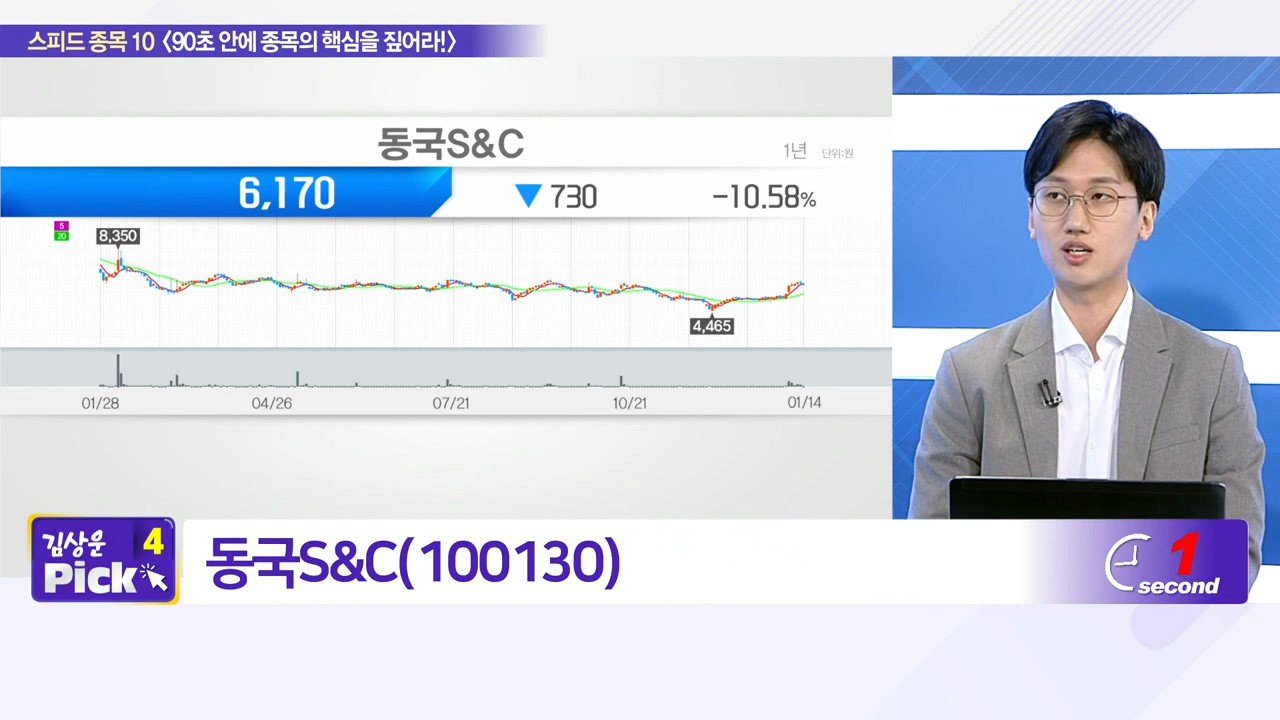 스피드 종목 10 〈90초 안에 종목의 핵심을 짚어라!〉
동국S&C
1년 단위:원
6,170 ▼ 730 -10.58%
5
20
8,350
4,465
01/28 04/26 07/21 10/21 01/14
김상운 4
Pick
동국S&C(100130)
1
second